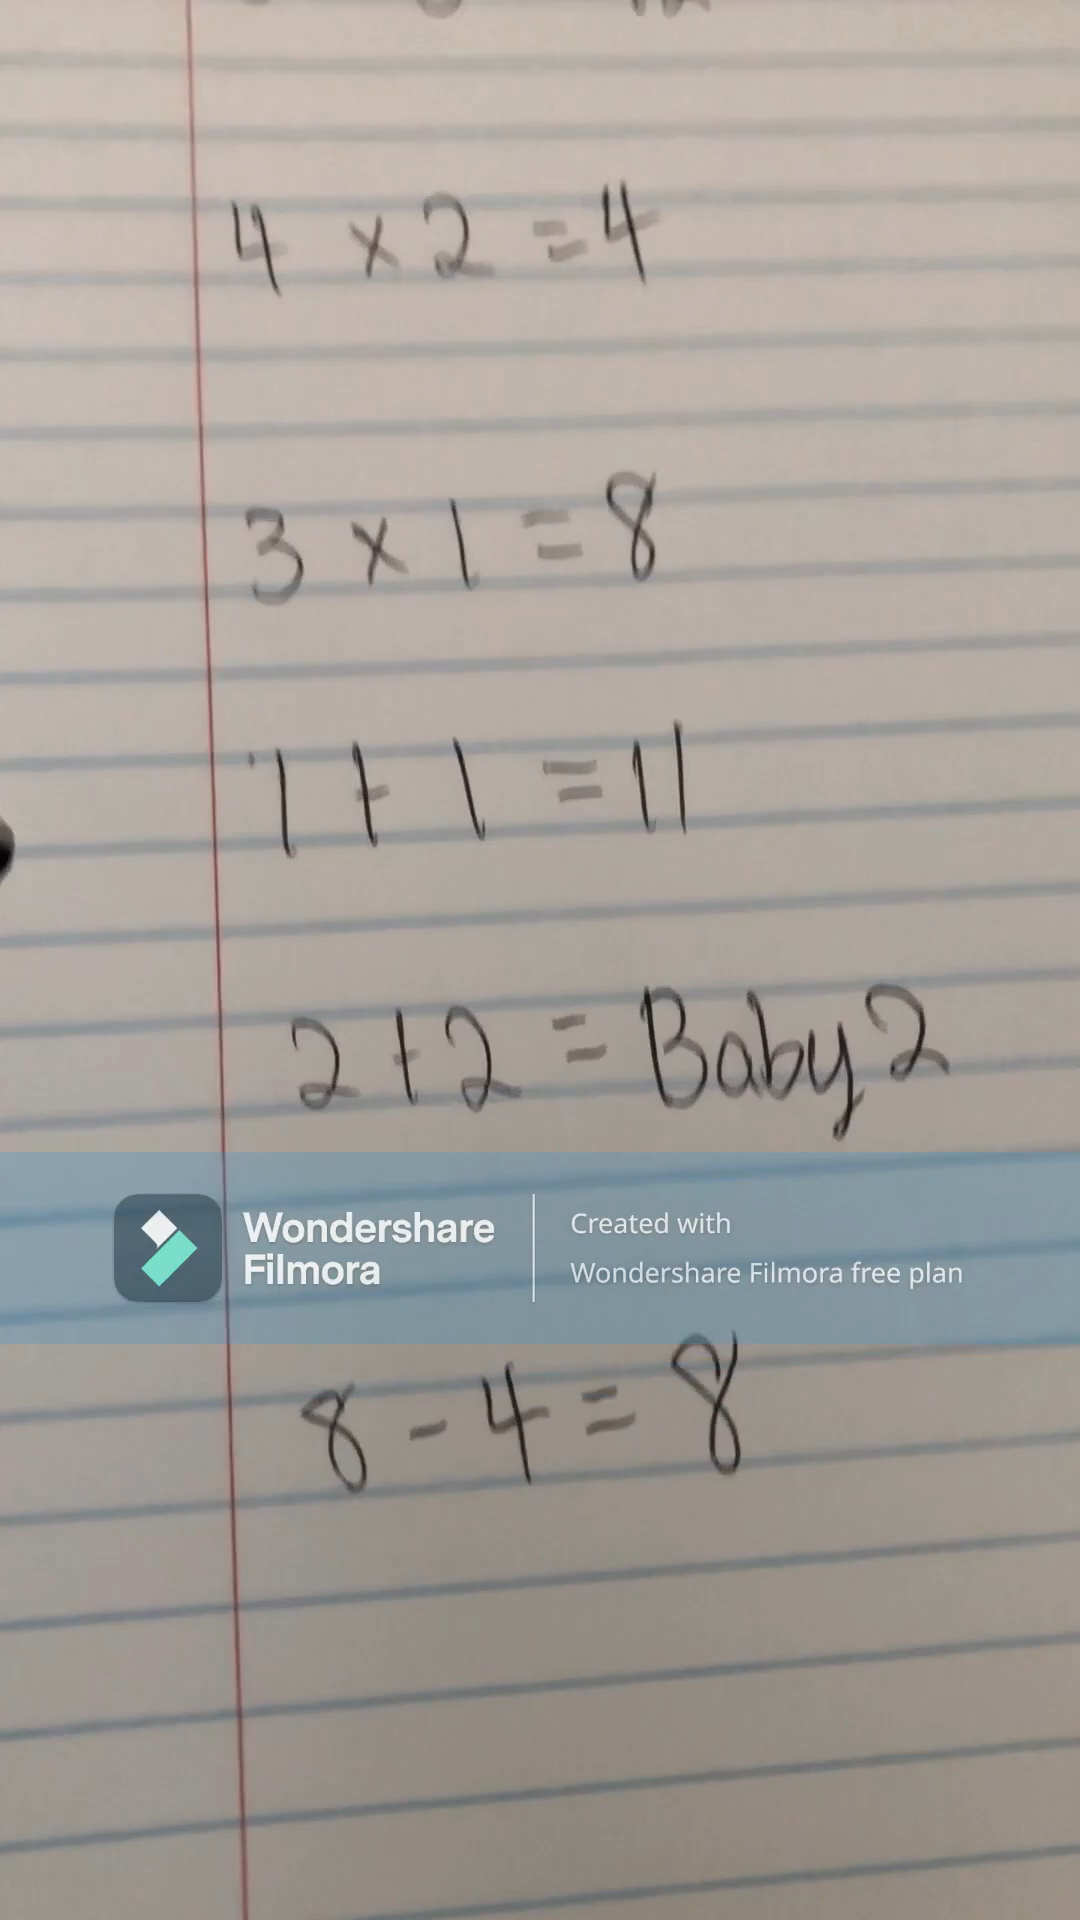 4 x 2 = 4
3 x 1 = 8
1 + 1 = 11
2 + 2 = Baby 2
Wondershare Filmora
Created with
Wondershare Filmora free plan
8 - 4 = 8